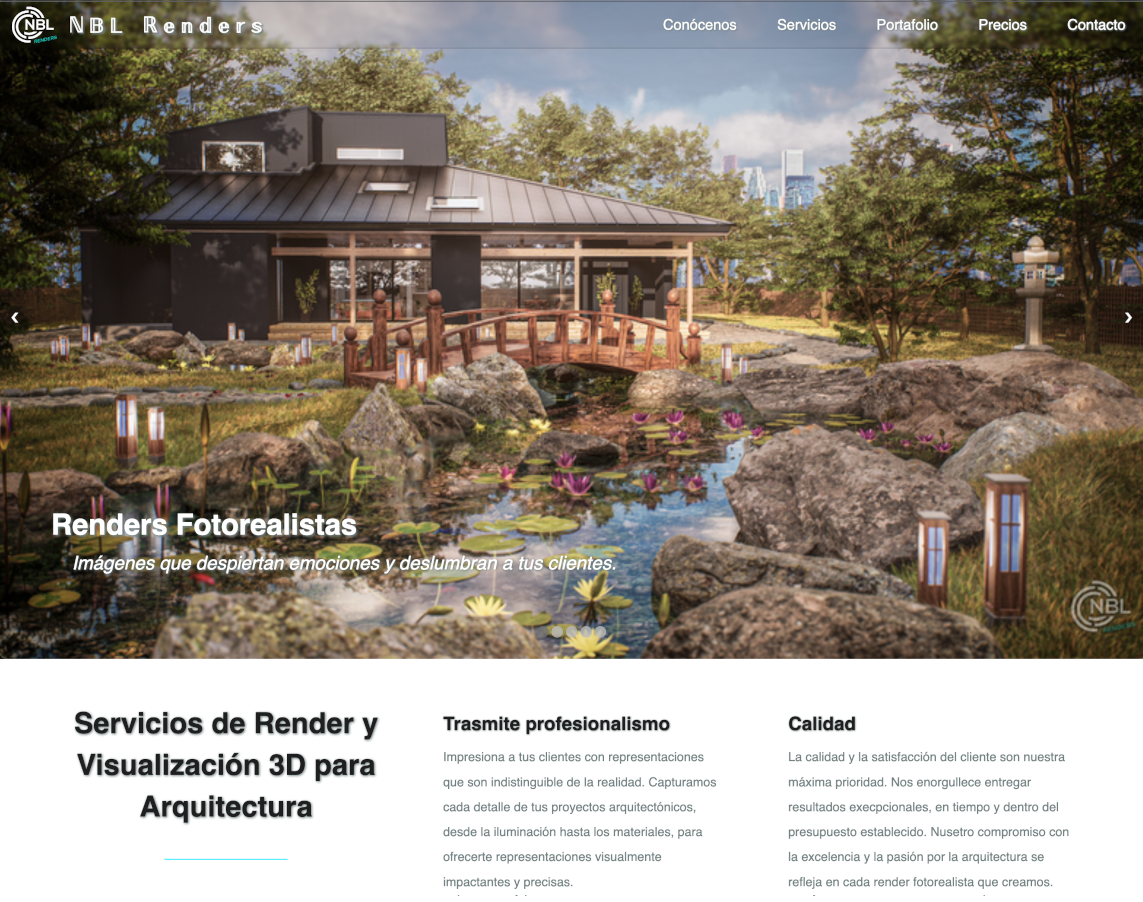 NBL
RENDERS
NBL Renders
Conócenos
Servicios
Portafolio
Precios
Contacto
‹
›
Renders Fotorealistas
Imágenes que despiertan emociones y deslumbran a tus clientes.
NBL
RENDERS
Servicios de Render y
Visualización 3D para
Arquitectura
Trasmite profesionalismo
Impresiona a tus clientes con representaciones
que son indistinguible de la realidad. Capturamos
cada detalle de tus proyectos arquitectónicos,
desde la iluminación hasta los materiales, para
ofrecerte representaciones visualmente
impactantes y precisas.
Calidad
La calidad y la satisfacción del cliente son nuestra
máxima prioridad. Nos enorgullece entregar
resultados execpcionales, en tiempo y dentro del
presupuesto establecido. Nusetro compromiso con
la excelencia y la pasión por la arquitectura se
refleja en cada render fotorealista que creamos.